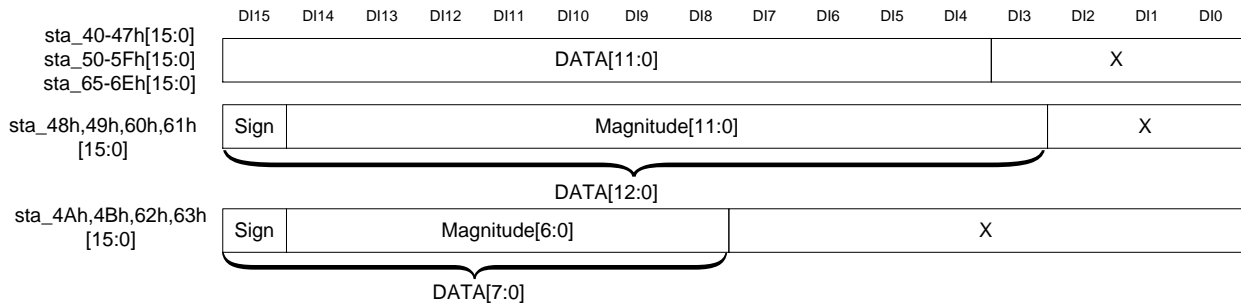 DI15 DI14 DI13 DI12 DI11 DI10 DI9 DI8 DI7 DI6 DI5 DI4 DI3 DI2 DI1 DI0
sta_40-47h[15:0]
sta_50-5Fh[15:0]
sta_65-6Eh[15:0]
DATA[11:0] X
sta_48h,49h,60h,61h
[15:0]
Sign Magnitude[11:0] X
DATA[12:0]
sta_4Ah,4Bh,62h,63h
[15:0]
Sign Magnitude[6:0] X
DATA[7:0]